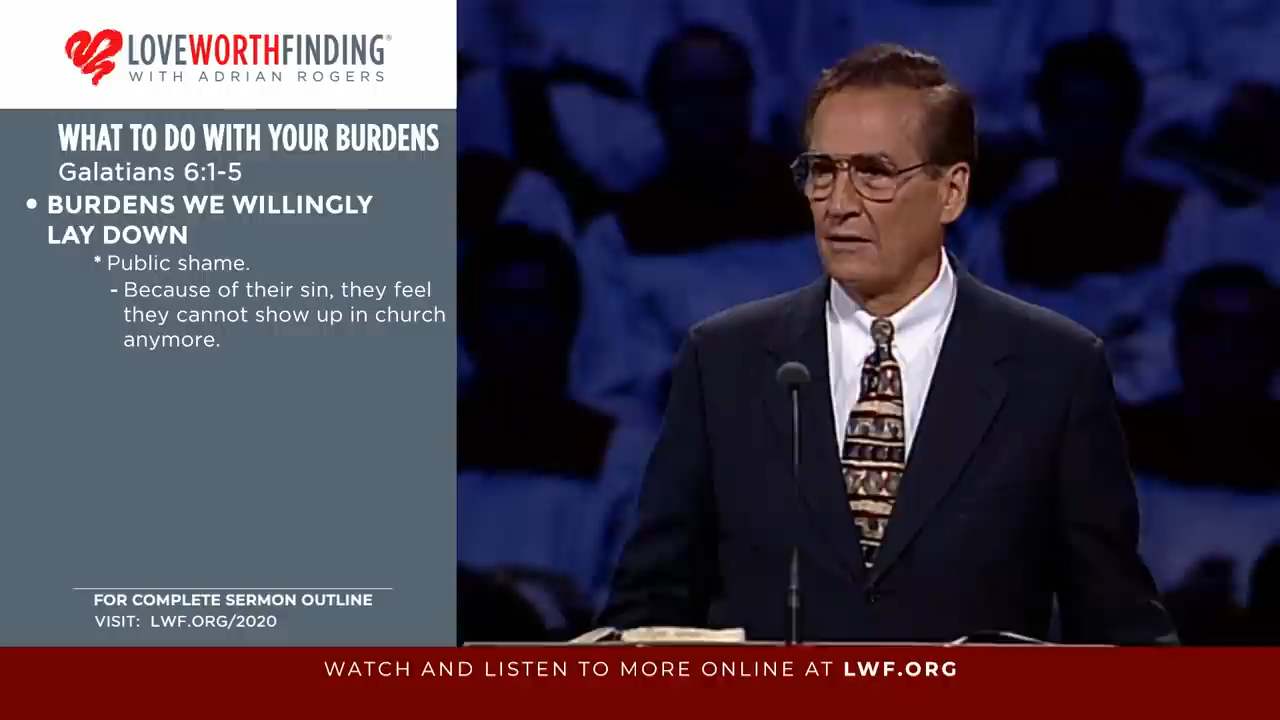 LOVEWORTHFINDING®
WITH ADRIAN ROGERS
WHAT TO DO WITH YOUR BURDENS
Galatians 6:1-5
• BURDENS WE WILLINGLY
LAY DOWN
* Public shame.
- Because of their sin, they feel
they cannot show up in church
anymore.
FOR COMPLETE SERMON OUTLINE
VISIT: LWF.ORG/2020
WATCH AND LISTEN TO MORE ONLINE AT LWF.ORG